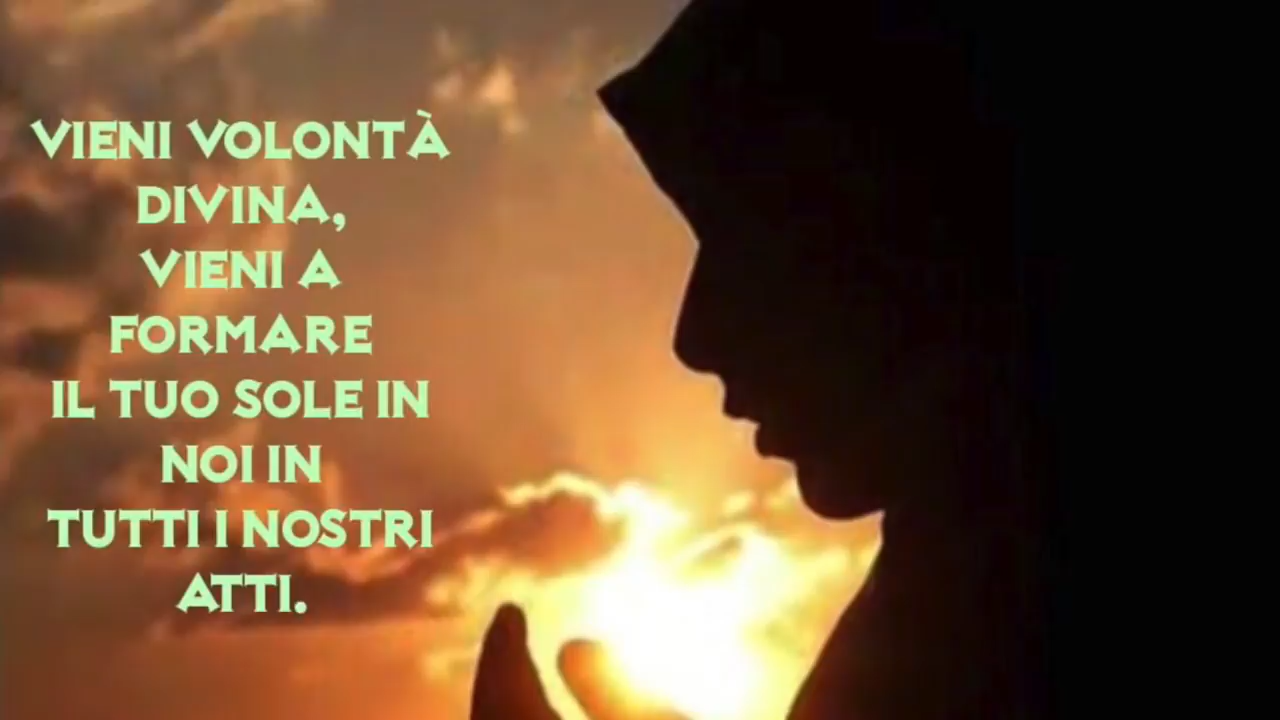 VIENI VOLONTÀ
DIVINA,
VIENI A
FORMARE
IL TUO SOLE IN
NOI IN
TUTTI I NOSTRI
ATTI.